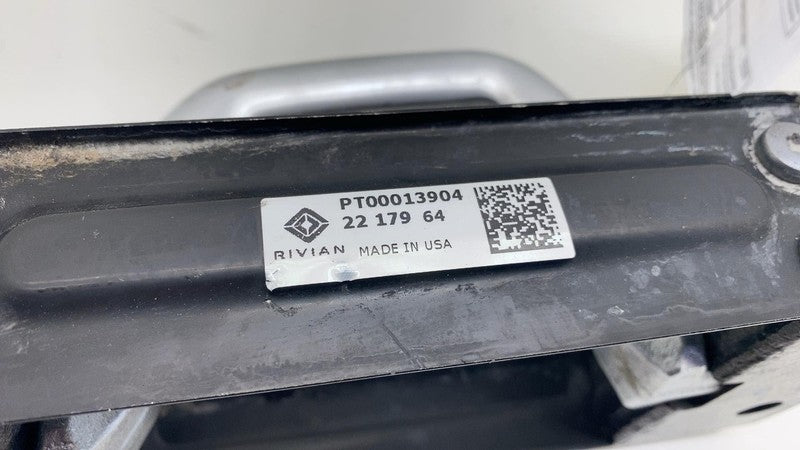 PT00013904
22 179 64
RIVIAN MADE IN USA